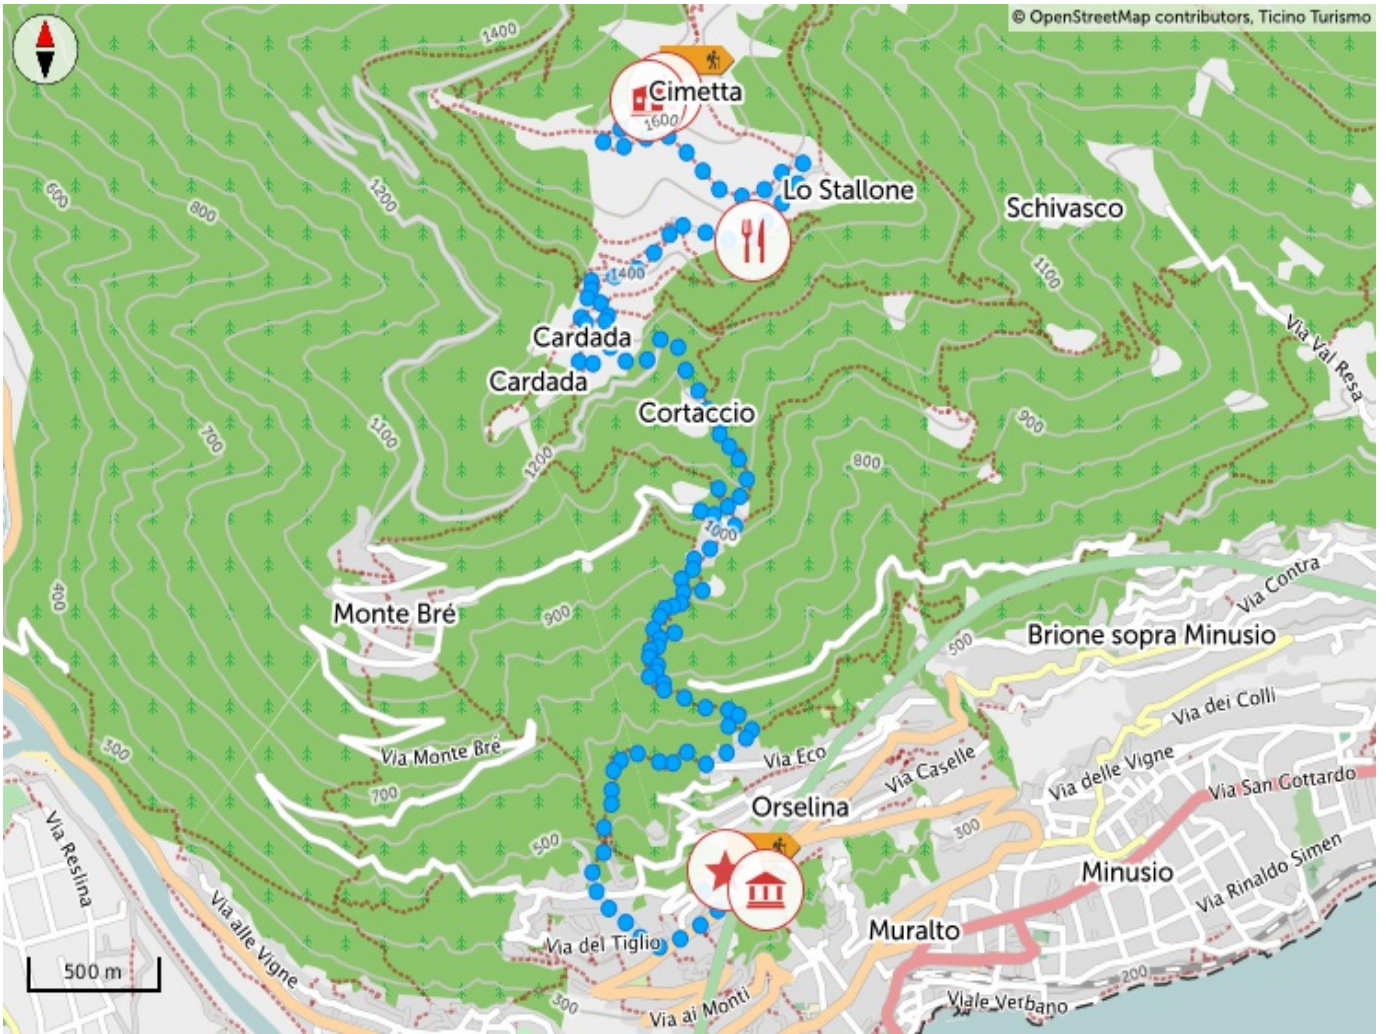 © OpenStreetMap contributors, Ticino Turismo
1400
Cimetta
1600
600
800
1200
Lo Stallone
Schivasco
1400
1100
Via Val Resa
Cardada
Cardada
Cortaccio
700
1100
1200
900
800
1000
400
900
Monte Bré
Via Contra
Brione sopra Minusio
500
300
Via Monte Bré
Via Eco
Via dei Colli
Via Caselle
Via delle Vigne
Via San Gottardo
700
Orselina
300
500
Via Reslina
Minusio
Via Rinaldo Simen
Via alle Vigne
Via del Tiglio
Muralto
500 m
200
300
Via ai Monti
Viale Verbano